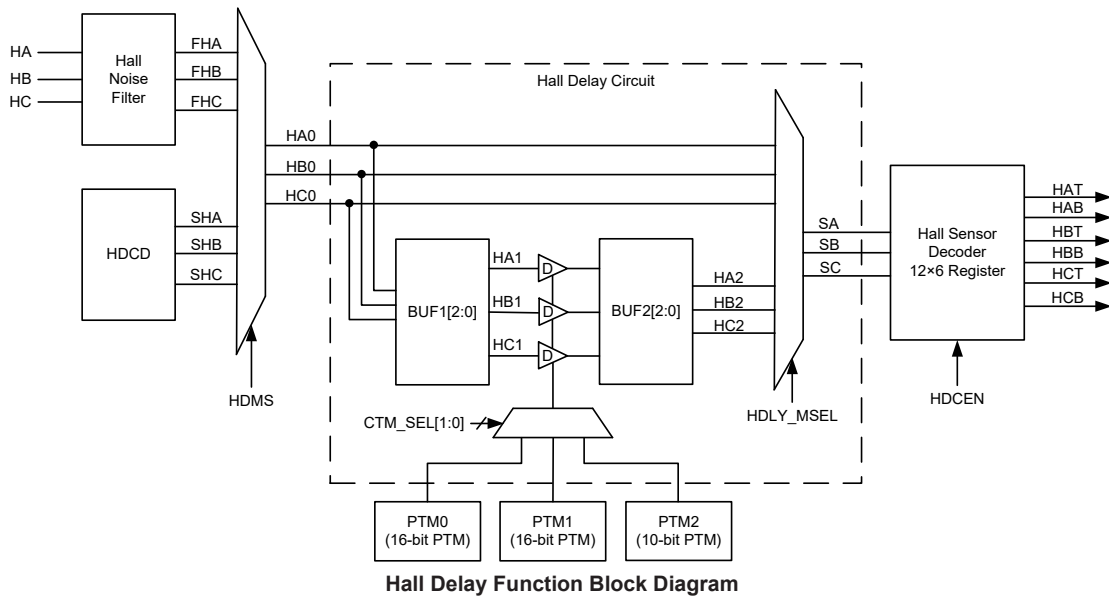 HA
HB
HC
Hall
Noise
Filter
FHA
FHB
FHC
HDCD
SHA
SHB
SHC
HDMS
Hall Delay Circuit
HA0
HB0
HC0
BUF1[2:0]
HA1
HB1
HC1
D
D
D
BUF2[2:0]
HA2
HB2
HC2
CTM_SEL[1:0]
HDLY_MSEL
PTM0
(16-bit PTM)
PTM1
(16-bit PTM)
PTM2
(10-bit PTM)
SA
SB
SC
Hall Sensor
Decoder
12×6 Register
HDCEN
HAT
HAB
HBT
HBB
HCT
HCB
Hall Delay Function Block Diagram